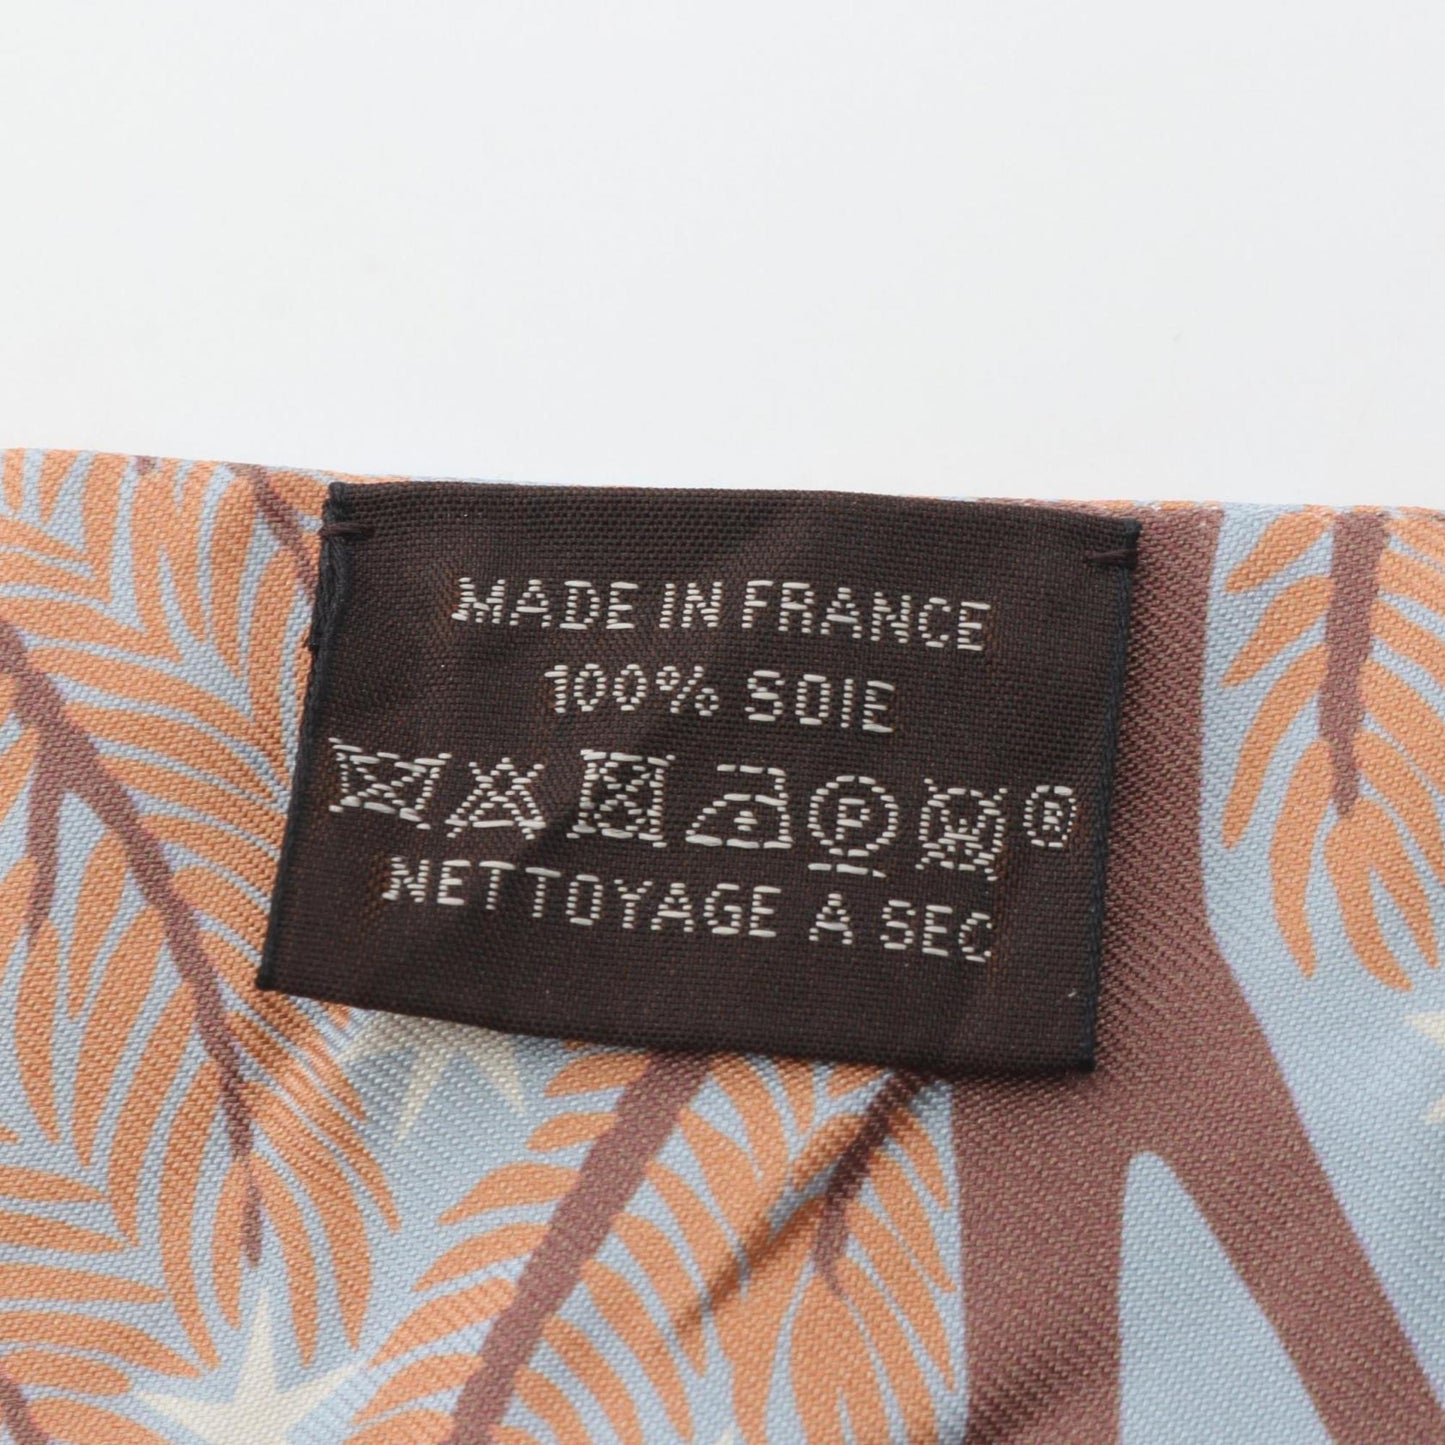 MADE IN FRANCE
100% SOIE
P ®
NETTOYAGE A SEC